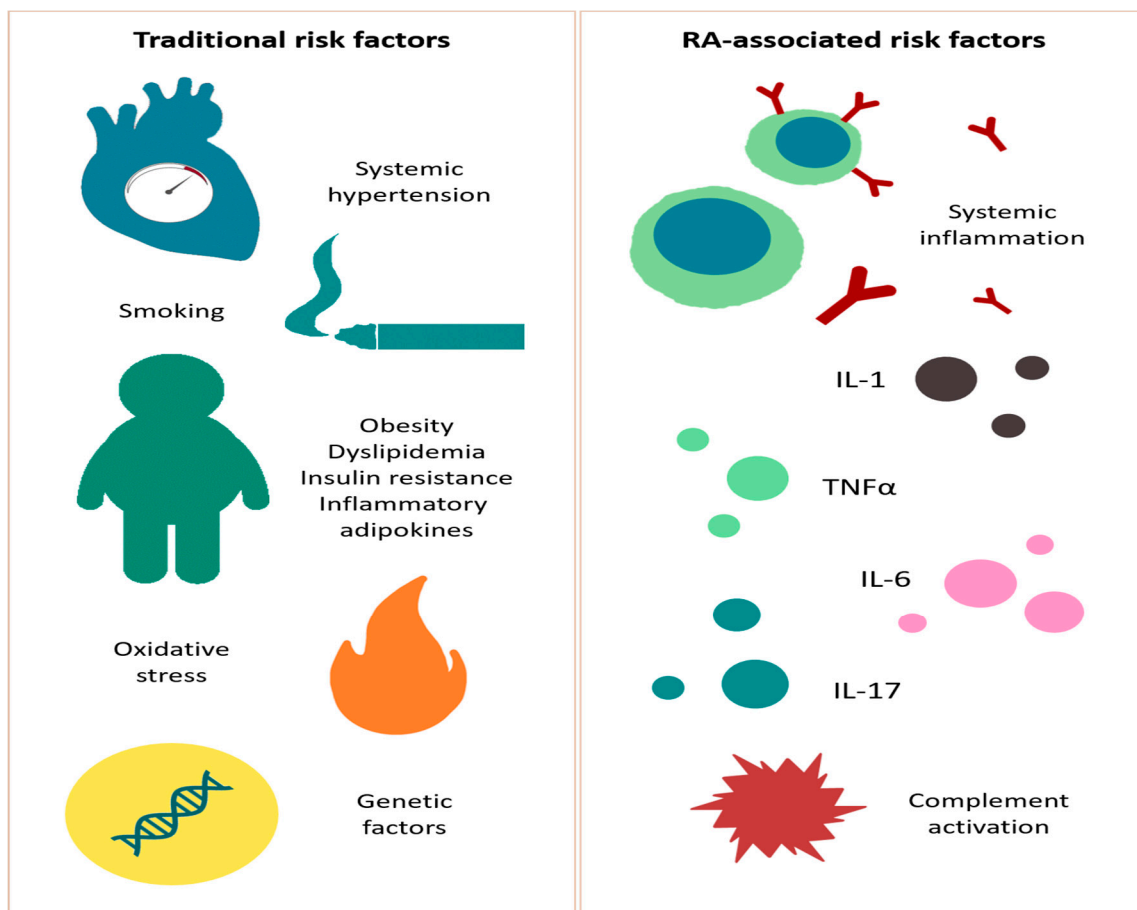 Traditional risk factors
Systemic
hypertension
Smoking
Obesity
Dyslipidemia
Insulin resistance
Inflammatory
adipokines
Oxidative
stress
Genetic
factors
RA-associated risk factors
Systemic
inflammation
IL-1
TNFα
IL-6
IL-17
Complement
activation